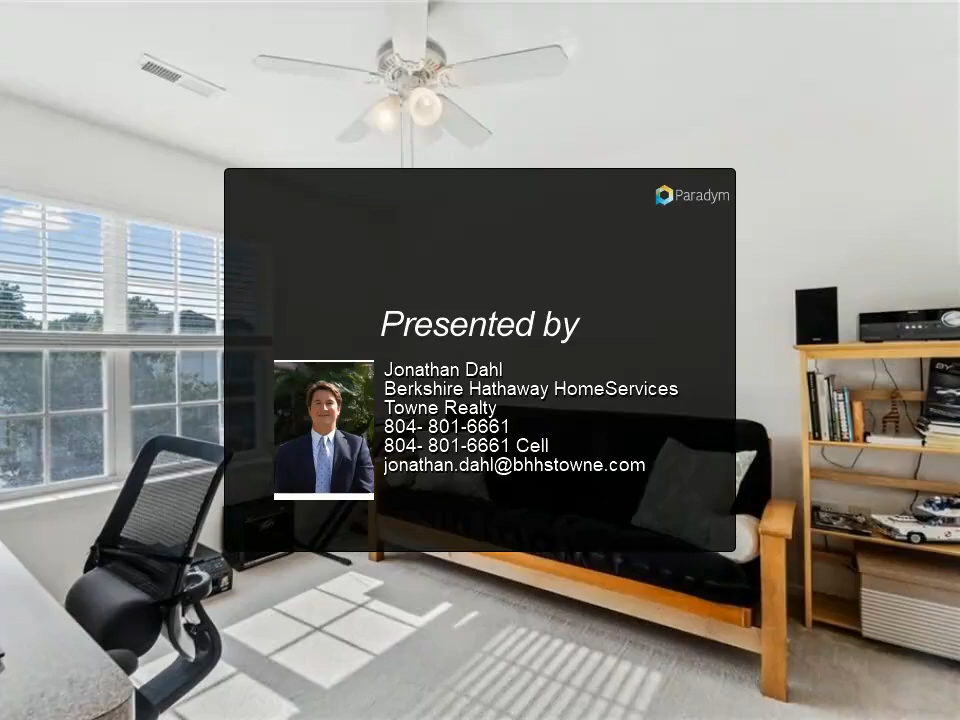 Paradym
Presented by
Jonathan Dahl
Berkshire Hathaway HomeServices
Towne Realty
804- 801-6661
804- 801-6661 Cell
jonathan.dahl@bhhstowne.com